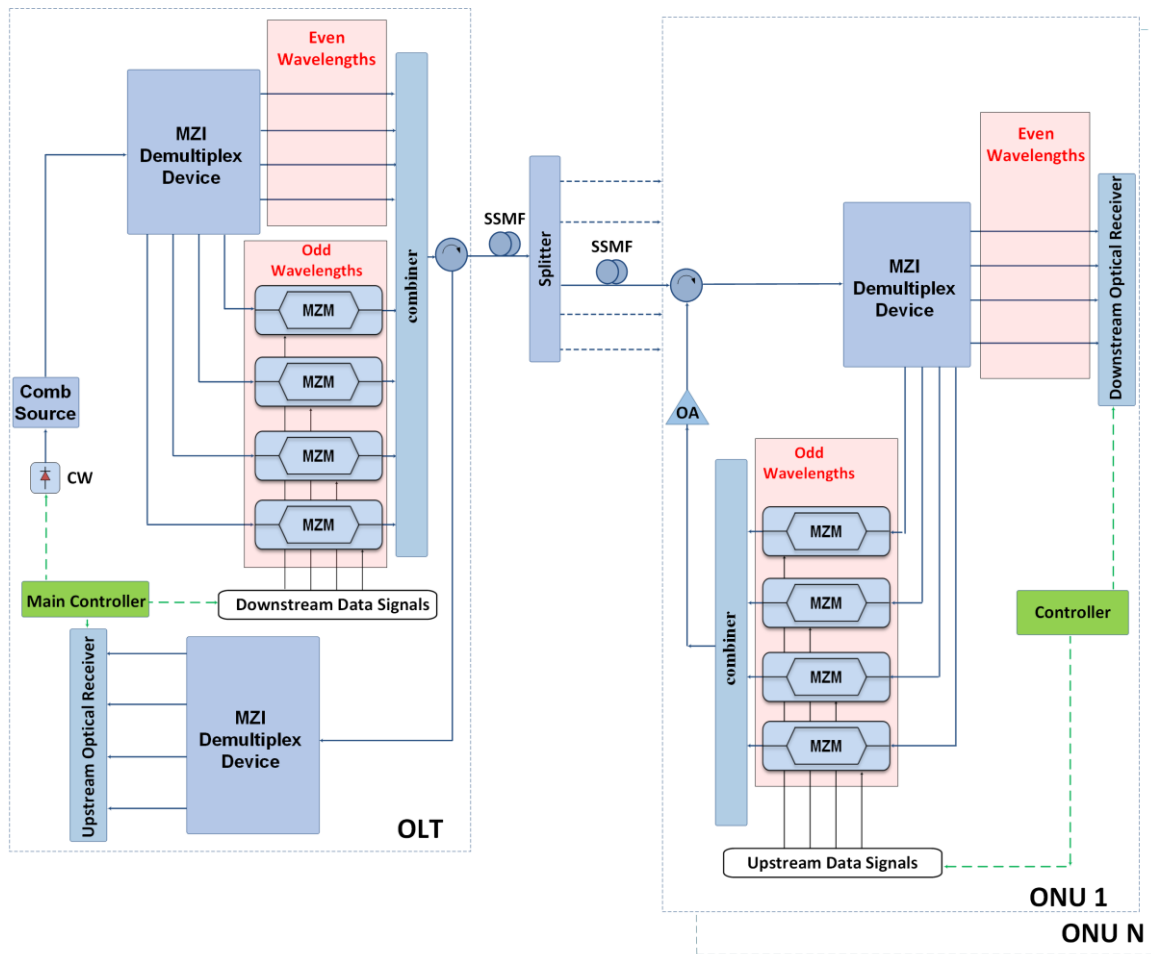 Even
Wavelengths
MZI
Demultiplex
Device
combiner
Odd
Wavelengths
MZM
MZM
MZM
MZM
Comb
Source
CW
Main Controller
Downstream Data Signals
Upstream Optical Receiver
MZI
Demultiplex
Device
OLT
SSMF
Splitter
SSMF
OA
MZI
Demultiplex
Device
Even
Wavelengths
Downstream Optical Receiver
Odd
Wavelengths
MZM
MZM
MZM
MZM
combiner
Controller
Upstream Data Signals
ONU 1
ONU N